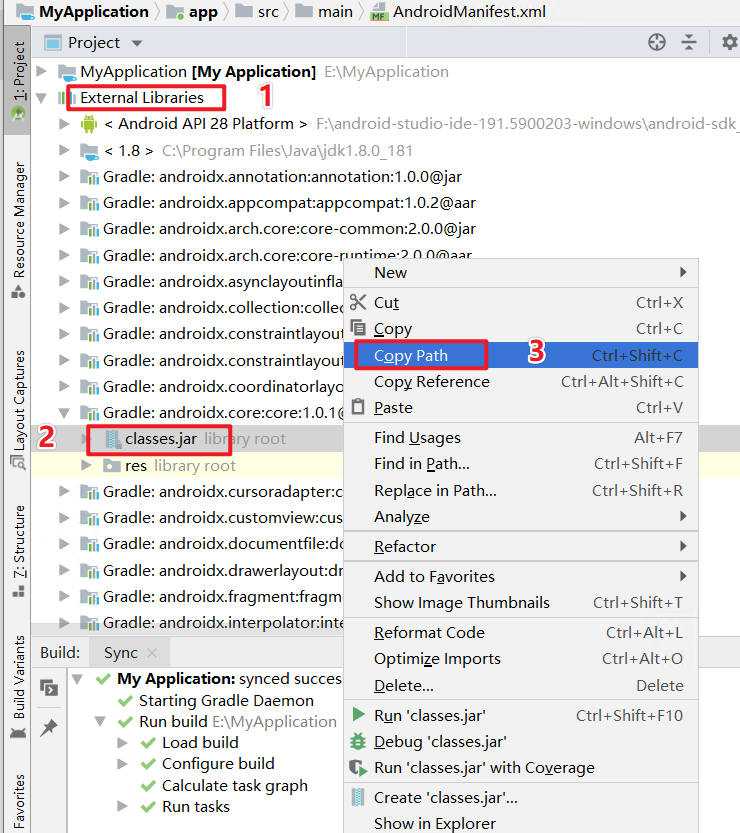 MyApplication app src main AndroidManifest.xml
Project
MyApplication [My Application] E:\MyApplication
External Libraries 1
< Android API 28 Platform > F:\android-studio-ide-191.5900203-windows\android-sdk_
< 1.8 > C:\Program Files\Java\jdk1.8.0_181
Gradle: androidx.annotation:annotation:1.0.0@jar
Gradle: androidx.appcompat:appcompat:1.0.2@aar
Gradle: androidx.arch.core:core-common:2.0.0@jar
Gradle: androidx.arch.core:core-runtime:2.0.0@aar
Gradle: androidx.asynclayoutinfla
Gradle: androidx.collection:collec
Gradle: androidx.constraintlayout
Gradle: androidx.constraintlayout
Gradle: androidx.coordinatorlayo
Gradle: androidx.core:core:1.0.1@
2 classes.jar library root
res library root
Gradle: androidx.cursoradapter:c
Gradle: androidx.customview:cus
Gradle: androidx.documentfile:do
Gradle: androidx.drawerlayout:dr
Gradle: androidx.fragment:fragm
Gradle: androidx.interpolator:inte
New
Cut Ctrl+X
Copy Ctrl+C
Copy Path 3 Ctrl+Shift+C
Copy Reference Ctrl+Alt+Shift+C
Paste Ctrl+V
Find Usages Alt+F7
Find in Path... Ctrl+Shift+F
Replace in Path... Ctrl+Shift+R
Analyze
Refactor
Add to Favorites
Show Image Thumbnails Ctrl+Shift+T
Reformat Code Ctrl+Alt+L
Optimize Imports Ctrl+Alt+O
Delete... Delete
Run 'classes.jar' Ctrl+Shift+F10
Debug 'classes.jar'
Run 'classes.jar' with Coverage
Create 'classes.jar'...
Show in Explorer
Build: Sync
My Application: synced succes
Starting Gradle Daemon
Run build E:\MyApplication
Load build
Configure build
Calculate task graph
Run tasks
1: Project
Resource Manager
Layout Captures
7: Structure
Build Variants
Favorites